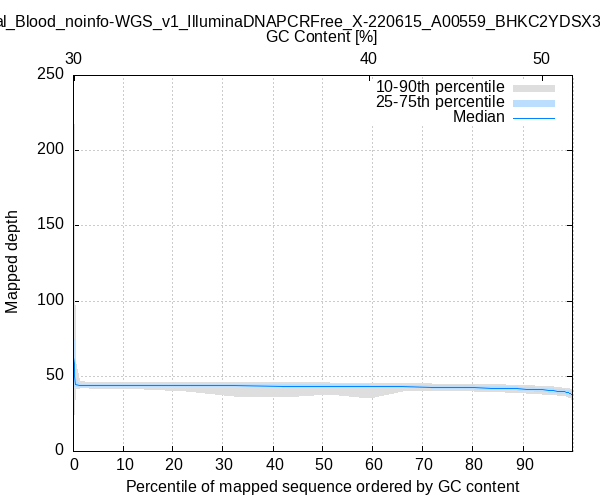 al_Blood_noinfo-WGS_v1_IlluminaDNAPCRFree_X-220615_A00559_BHKC2YDSX3
GC Content [%]
30 40 50
250
10-90th percentile
25-75th percentile
Median
200
150
Mapped depth
100
50
0
0 10 20 30 40 50 60 70 80 90
Percentile of mapped sequence ordered by GC content